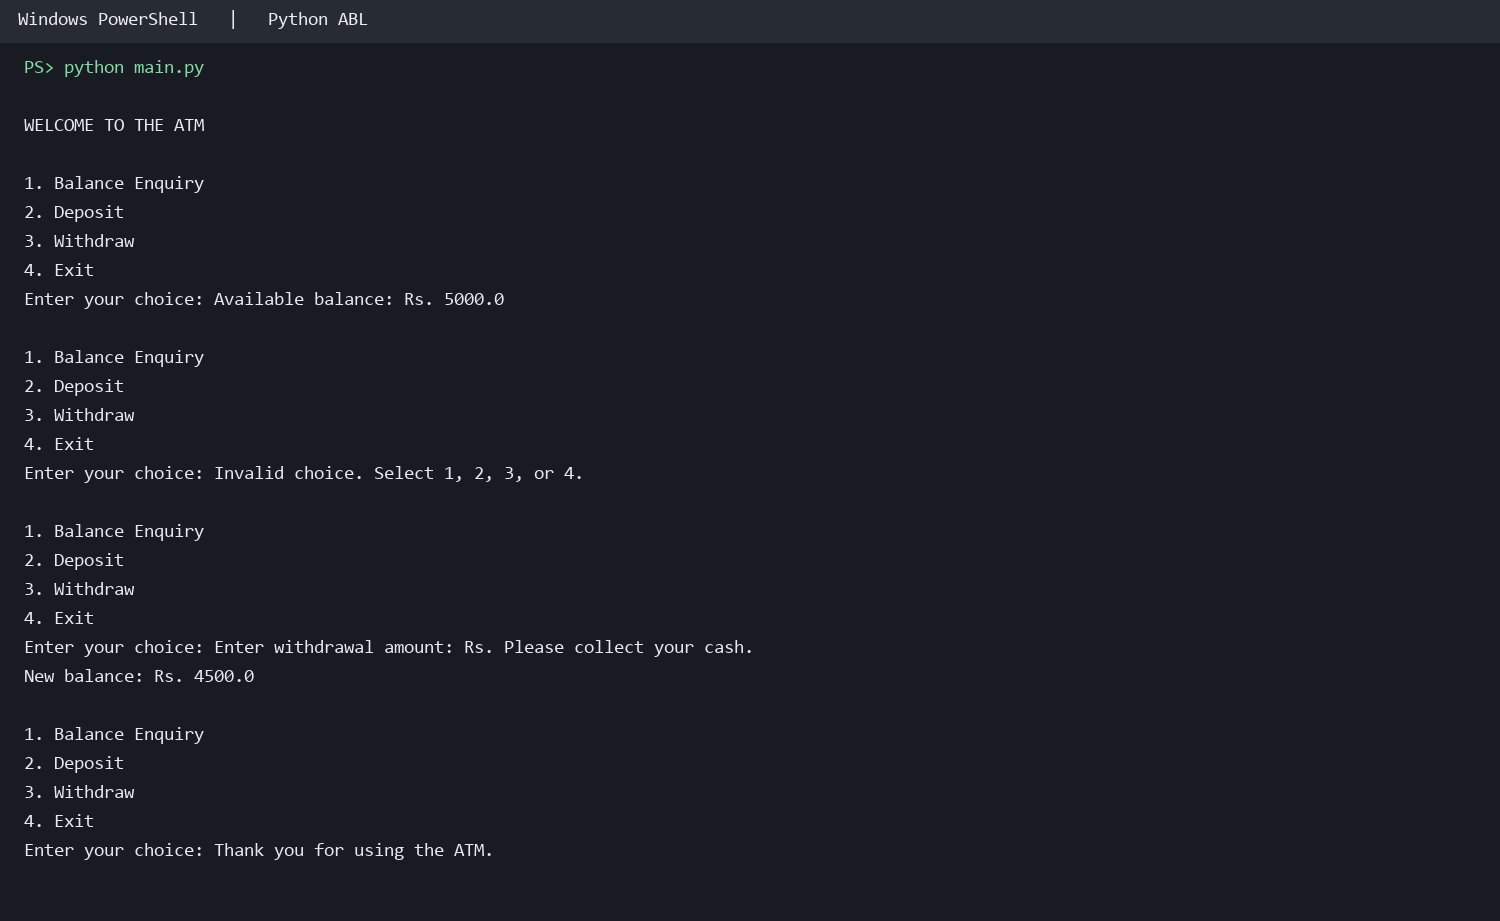 Windows PowerShell | Python ABL
PS> python main.py
WELCOME TO THE ATM
1. Balance Enquiry
2. Deposit
3. Withdraw
4. Exit
Enter your choice: Available balance: Rs. 5000.0
1. Balance Enquiry
2. Deposit
3. Withdraw
4. Exit
Enter your choice: Invalid choice. Select 1, 2, 3, or 4.
1. Balance Enquiry
2. Deposit
3. Withdraw
4. Exit
Enter your choice: Enter withdrawal amount: Rs. Please collect your cash.
New balance: Rs. 4500.0
1. Balance Enquiry
2. Deposit
3. Withdraw
4. Exit
Enter your choice: Thank you for using the ATM.